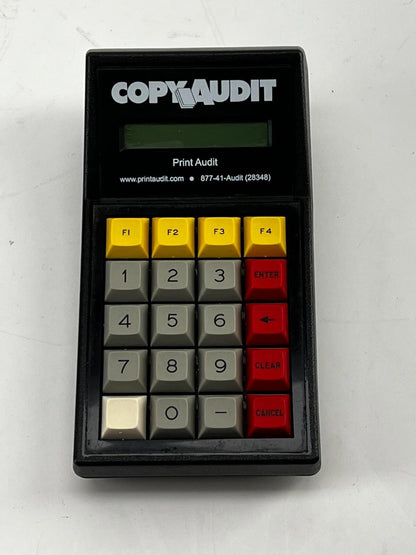 COPYAUDIT
Print Audit
www.printaudit.com ● 877-41-Audit (28348)
F1 F2 F3 F4
1 2 3 ENTER
4 5 6 ←
7 8 9 CLEAR
0 — CANCEL